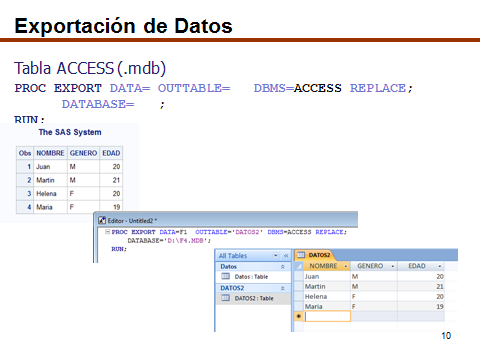 Exportación de Datos
Tabla ACCESS (.mdb)
PROC EXPORT DATA= OUTTABLE= DBMS=ACCESS REPLACE;
DATABASE= ;
RUN;
The SAS System
Obs NOMBRE GENERO EDAD
1 Juan M 20
2 Martin M 21
3 Helena F 20
4 Maria F 19
Editor - Untitled2 *
PROC EXPORT DATA=F1 OUTTABLE='DATOS2' DBMS=ACCESS REPLACE;
DATABASE='D:\F4.MDB';
RUN;
All Tables
Datos
Datos : Table
DATOS2
DATOS2 : Table
DATOS2
NOMBRE GENERO EDAD
Juan M 20
Martin M 21
Helena F 20
Maria F 19
10